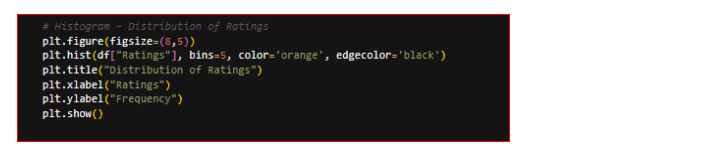 # Histogram - Distribution of Ratings
plt.figure(figsize=(8,5))
plt.hist(df["Ratings"], bins=5, color='orange', edgecolor='black')
plt.title("Distribution of Ratings")
plt.xlabel("Ratings")
plt.ylabel("Frequency")
plt.show()